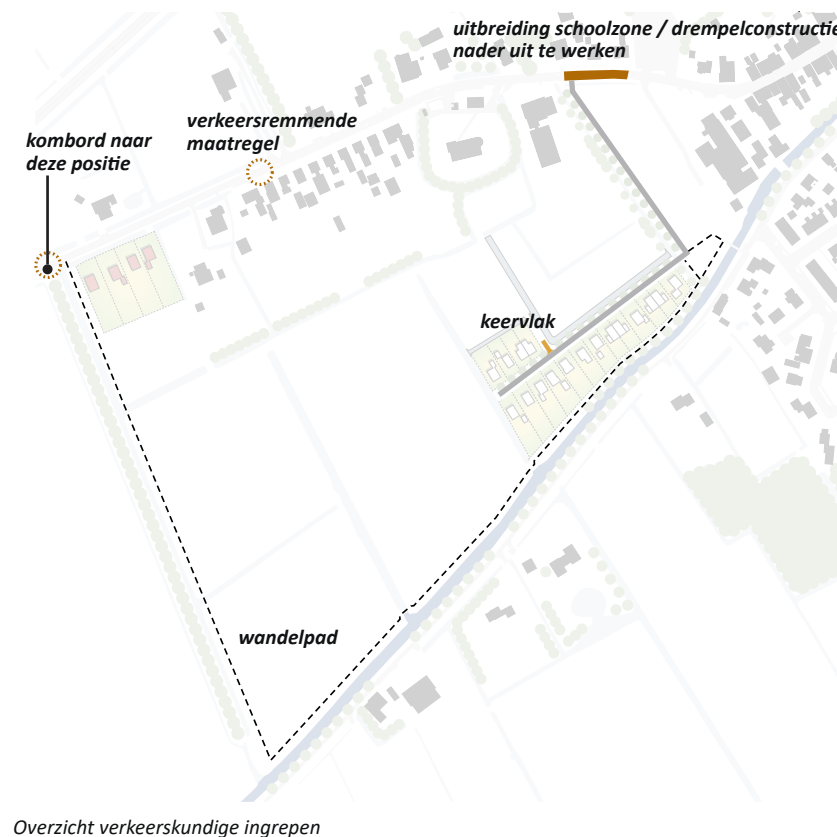 uitbreiding schoolzone / drempelconstructie
nader uit te werken
verkeersremmende
maatregel
kombord naar
deze positie
keervlak
wandelpad
Overzicht verkeerskundige ingrepen